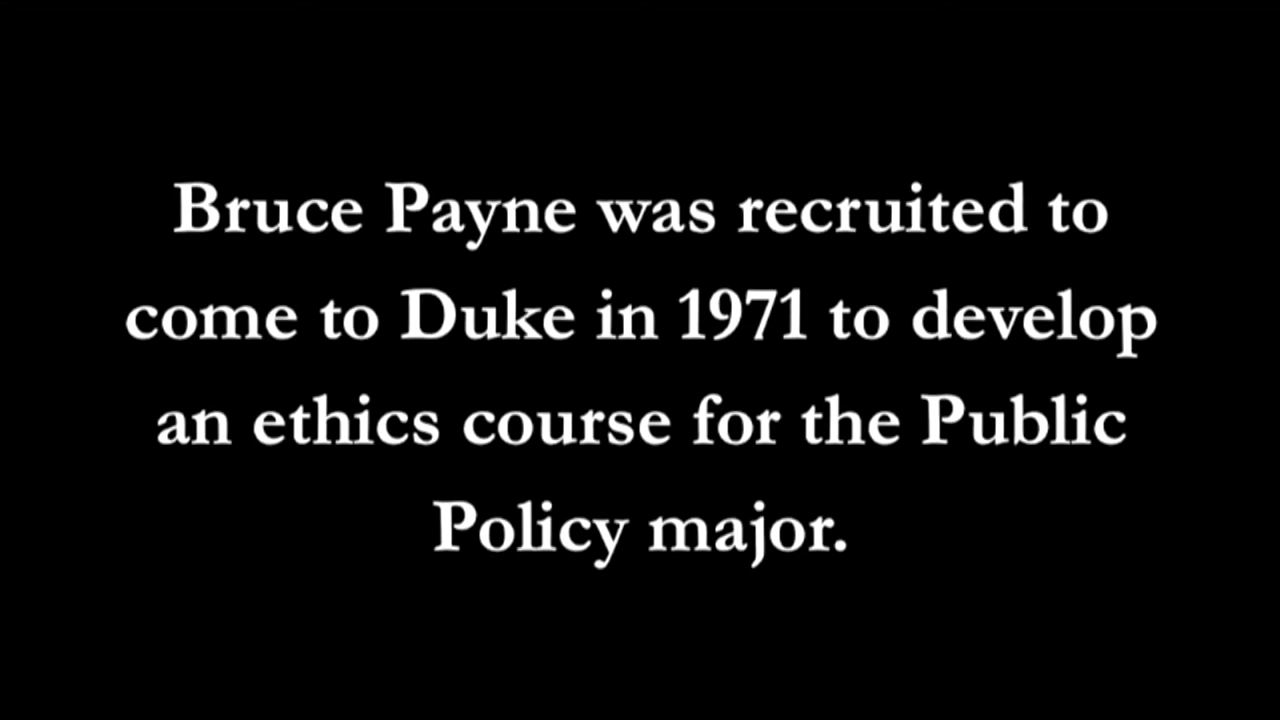 Bruce Payne was recruited to
come to Duke in 1971 to develop
an ethics course for the Public
Policy major.